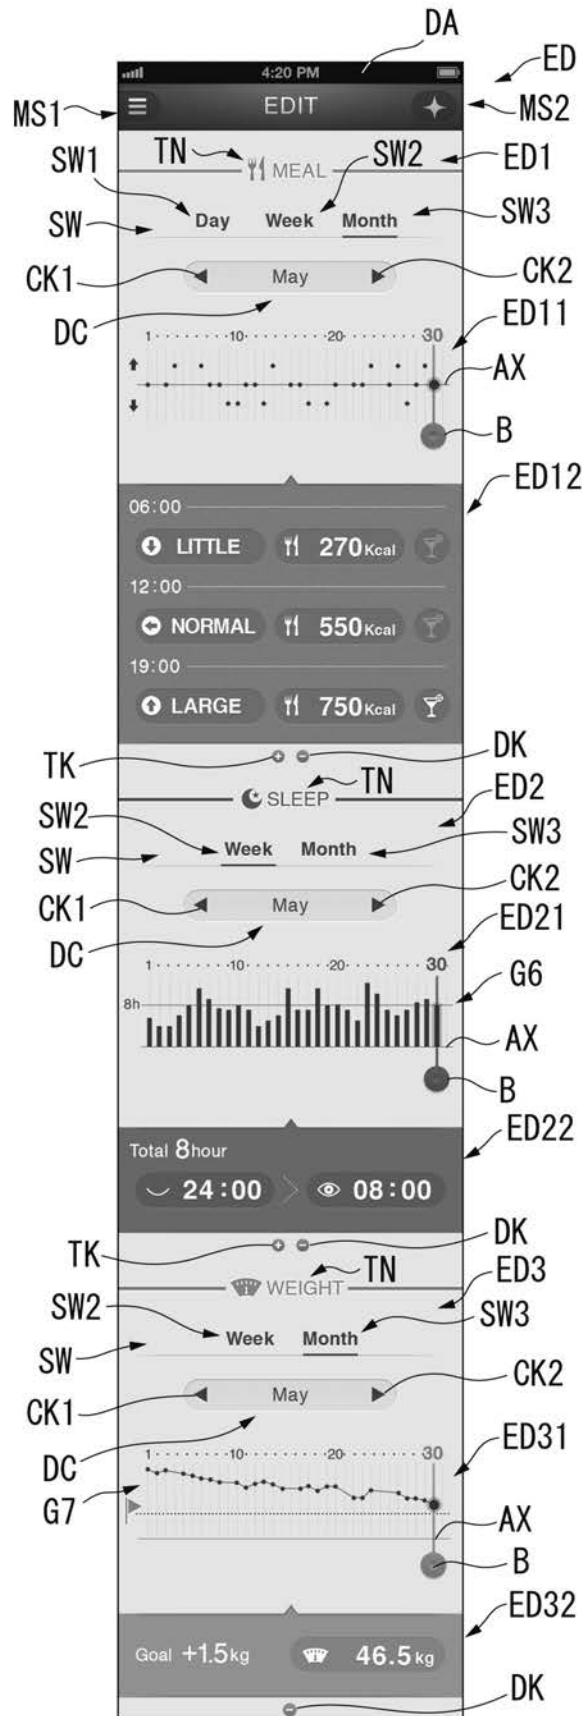 DA
4:20 PM
ED
MS1
EDIT
MS2
TN
SW1
SW2
ED1
MEAL
SW
Day Week Month
SW3
CK1
May
CK2
DC
ED11
1 10 20 30
AX
B
ED12
06:00
LITTLE 270Kcal
12:00
NORMAL 550Kcal
19:00
LARGE 750Kcal
TK
DK
TN
SLEEP
ED2
SW2
SW3
SW
Week Month
CK1
May
CK2
DC
ED21
1 10 20 30
G6
8h
AX
B
ED22
Total 8hour
24:00 08:00
TK
DK
TN
WEIGHT
ED3
SW2
SW3
SW
Week Month
CK1
May
CK2
DC
ED31
1 10 20 30
G7
AX
B
ED32
Goal +1.5kg 46.5kg
DK